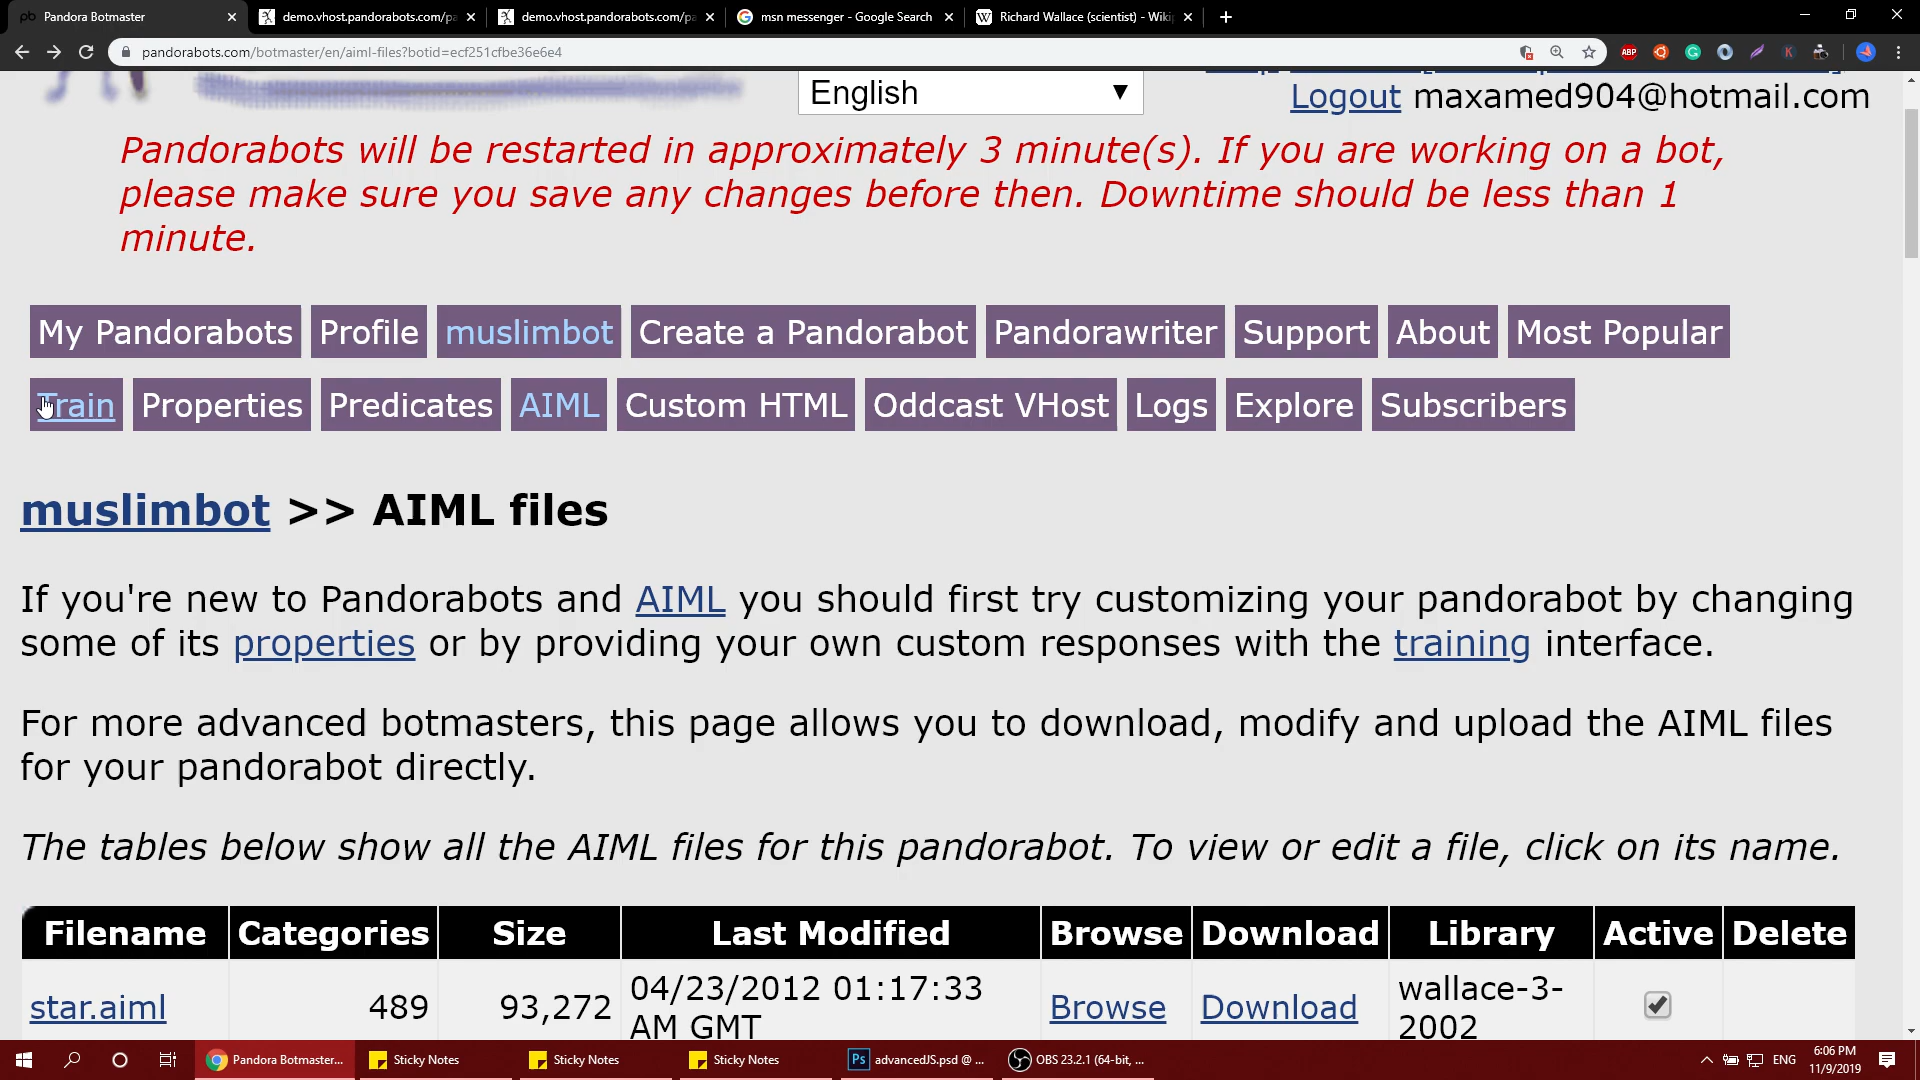 Pandora Botmaster
demo.vhost.pandorabots.com/pa
demo.vhost.pandorabots.com/pa
msn messenger - Google Search
Richard Wallace (scientist) - Wiki
pandorabots.com/botmaster/en/aiml-files?botid=ecf251cfbe36e6e4
English
Logout maxamed904@hotmail.com
Pandorabots will be restarted in approximately 3 minute(s). If you are working on a bot,
please make sure you save any changes before then. Downtime should be less than 1
minute.
My Pandorabots Profile muslimbot Create a Pandorabot Pandorawriter Support About Most Popular
Train Properties Predicates AIML Custom HTML Oddcast VHost Logs Explore Subscribers
muslimbot >> AIML files
If you're new to Pandorabots and AIML you should first try customizing your pandorabot by changing
some of its properties or by providing your own custom responses with the training interface.
For more advanced botmasters, this page allows you to download, modify and upload the AIML files
for your pandorabot directly.
The tables below show all the AIML files for this pandorabot. To view or edit a file, click on its name.
Filename Categories Size Last Modified Browse Download Library Active Delete
star.aiml 489 93,272 04/23/2012 01:17:33 AM GMT Browse Download wallace-3-2002
Pandora Botmaster...
Sticky Notes
Sticky Notes
Sticky Notes
advancedJS.psd @ ...
OBS 23.2.1 (64-bit, ...
ENG
6:06 PM
11/9/2019